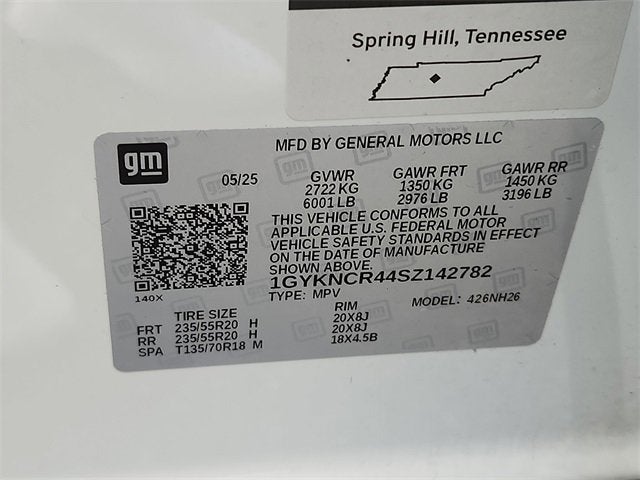 Spring Hill, Tennessee
gm
MFD BY GENERAL MOTORS LLC
05/25 GVWR GAWR FRT GAWR RR
2722 KG 1350 KG 1450 KG
6001 LB 2976 LB 3196 LB
THIS VEHICLE CONFORMS TO ALL
APPLICABLE U.S. FEDERAL MOTOR
VEHICLE SAFETY STANDARDS IN EFFECT
ON THE DATE OF MANUFACTURE
SHOWN ABOVE.
1GYKNCR44SZ142782
140X TYPE: MPV MODEL: 426NH26
TIRE SIZE RIM
FRT 235/55R20 H 20X8J
RR 235/55R20 H 20X8J
SPA T135/70R18 M 18X4.5B